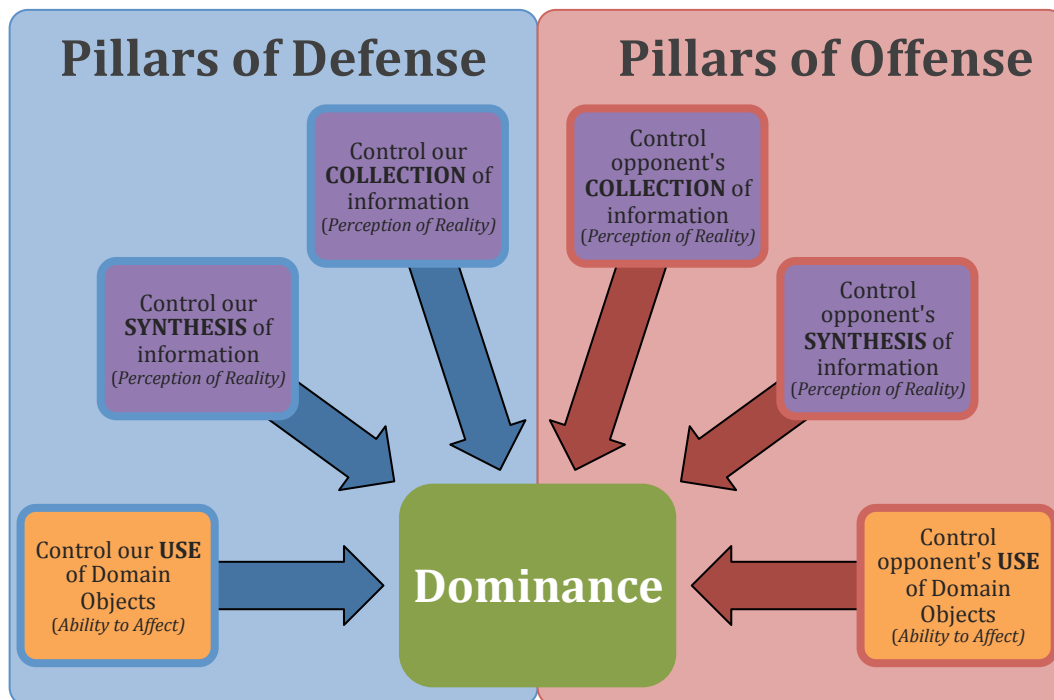 Pillars of Defense
Pillars of Offense
Control our
COLLECTION of
information
(Perception of Reality)
Control
opponent's
COLLECTION of
information
(Perception of Reality)
Control our
SYNTHESIS of
information
(Perception of Reality)
Control
opponent's
SYNTHESIS of
information
(Perception of Reality)
Control our USE
of Domain
Objects
(Ability to Affect)
Dominance
Control
opponent's USE
of Domain
Objects
(Ability to Affect)